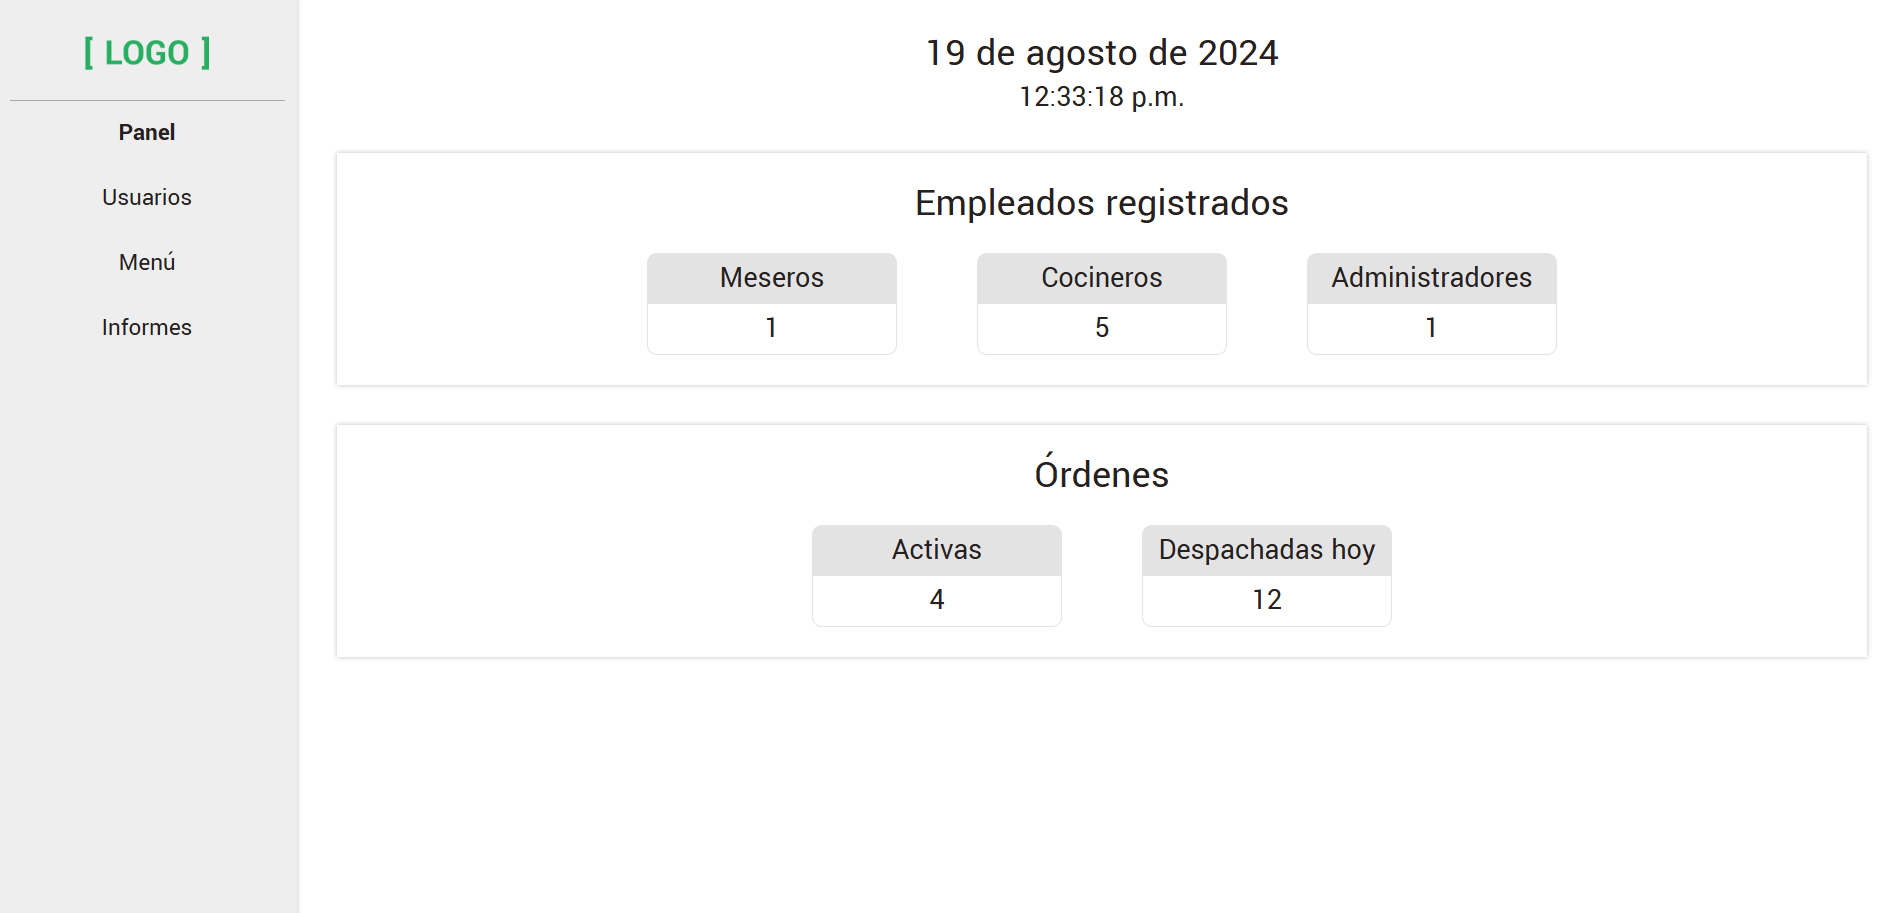 [ LOGO ]
Panel
Usuarios
Menú
Informes
19 de agosto de 2024
12:33:18 p.m.
Empleados registrados
Meseros
1
Cocineros
5
Administradores
1
Órdenes
Activas
4
Despachadas hoy
12